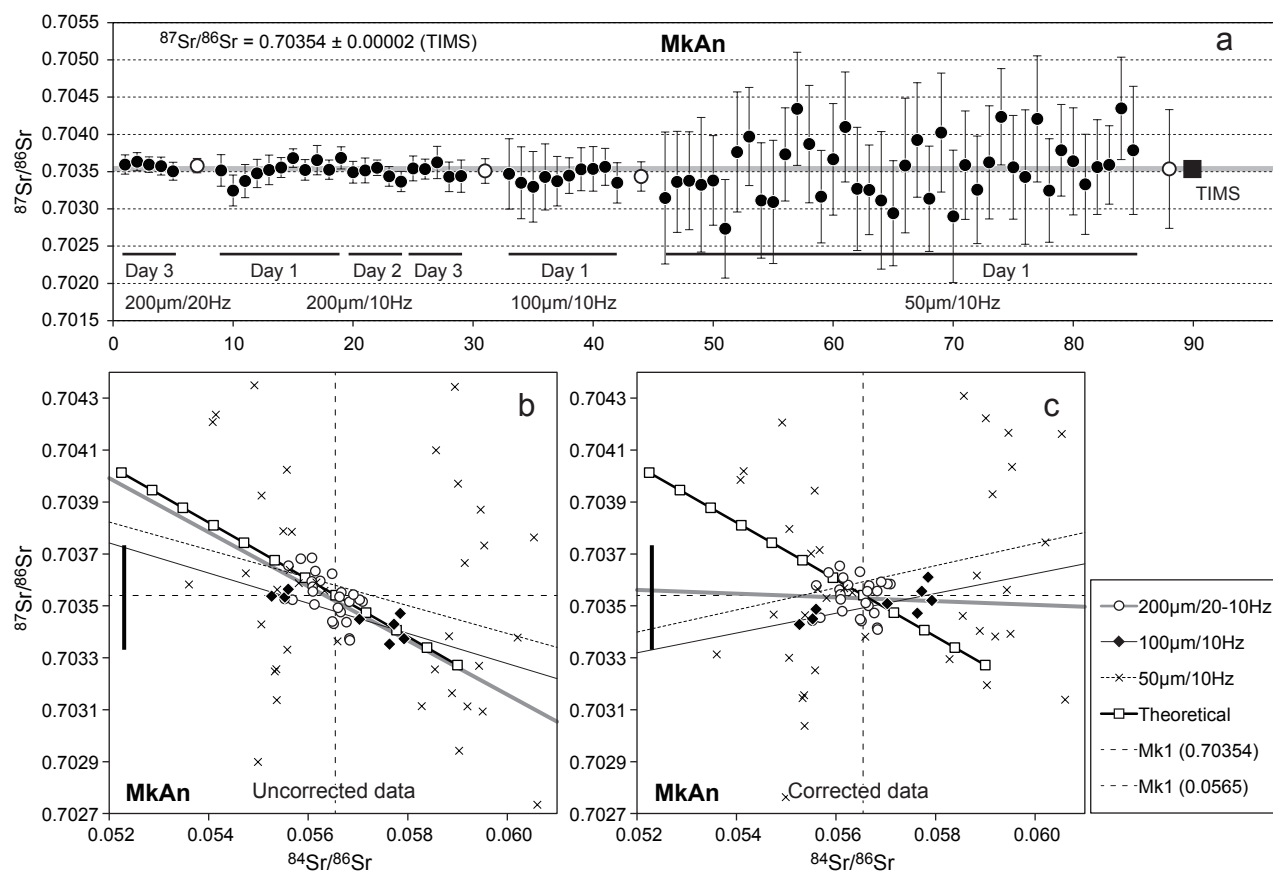 ⁸⁷Sr/⁸⁶Sr = 0.70354 ± 0.00002 (TIMS)
MkAn
a
⁸⁷Sr/⁸⁶Sr
0.7055
0.7050
0.7045
0.7040
0.7035
0.7030
0.7025
0.7020
0.7015
TIMS
Day 3
Day 1
Day 2
Day 3
Day 1
Day 1
200µm/20Hz
200µm/10Hz
100µm/10Hz
50µm/10Hz
0 10 20 30 40 50 60 70 80 90
b
⁸⁷Sr/⁸⁶Sr
0.7043
0.7041
0.7039
0.7037
0.7035
0.7033
0.7031
0.7029
0.7027
MkAn
Uncorrected data
0.052 0.054 0.056 0.058 0.060
⁸⁴Sr/⁸⁶Sr
c
0.7043
0.7041
0.7039
0.7037
0.7035
0.7033
0.7031
0.7029
0.7027
MkAn
Corrected data
0.052 0.054 0.056 0.058 0.060
⁸⁴Sr/⁸⁶Sr
200µm/20-10Hz
100µm/10Hz
50µm/10Hz
Theoretical
Mk1 (0.70354)
Mk1 (0.0565)